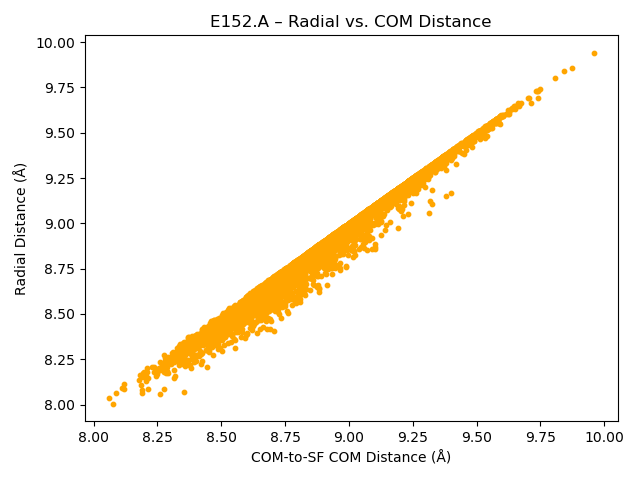 E152.A – Radial vs. COM Distance
10.00
9.75
9.50
9.25
9.00
8.75
8.50
8.25
8.00
Radial Distance (Å)
8.00 8.25 8.50 8.75 9.00 9.25 9.50 9.75 10.00
COM-to-SF COM Distance (Å)